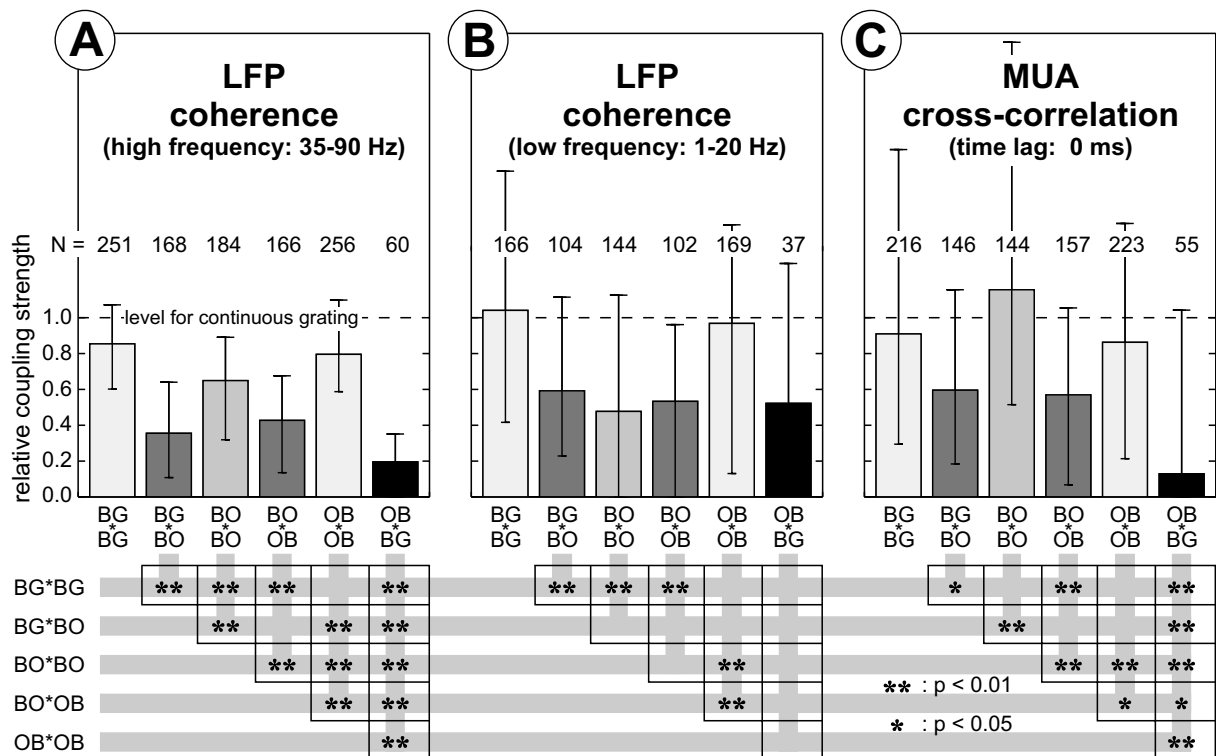 A
LFP
coherence
(high frequency: 35-90 Hz)
B
LFP
coherence
(low frequency: 1-20 Hz)
C
MUA
cross-correlation
(time lag: 0 ms)
relative coupling strength
N = 251 168 184 166 256 60
166 104 144 102 169 37
216 146 144 157 223 55
level for continuous grating
1.0
0.8
0.6
0.4
0.2
0.0
BG BG BO BO OB OB
* * * * * *
BG BO BO OB OB BG
BG BG BO BO OB OB
* * * * * *
BG BO BO OB OB BG
BG BG BO BO OB OB
* * * * * *
BG BO BO OB OB BG
BG*BG ** ** ** ** ** ** ** * ** **
BG*BO ** ** ** ** **
BO*BO ** ** ** ** ** ** **
BO*OB ** ** ** * *
OB*OB ** **
** : p < 0.01
* : p < 0.05